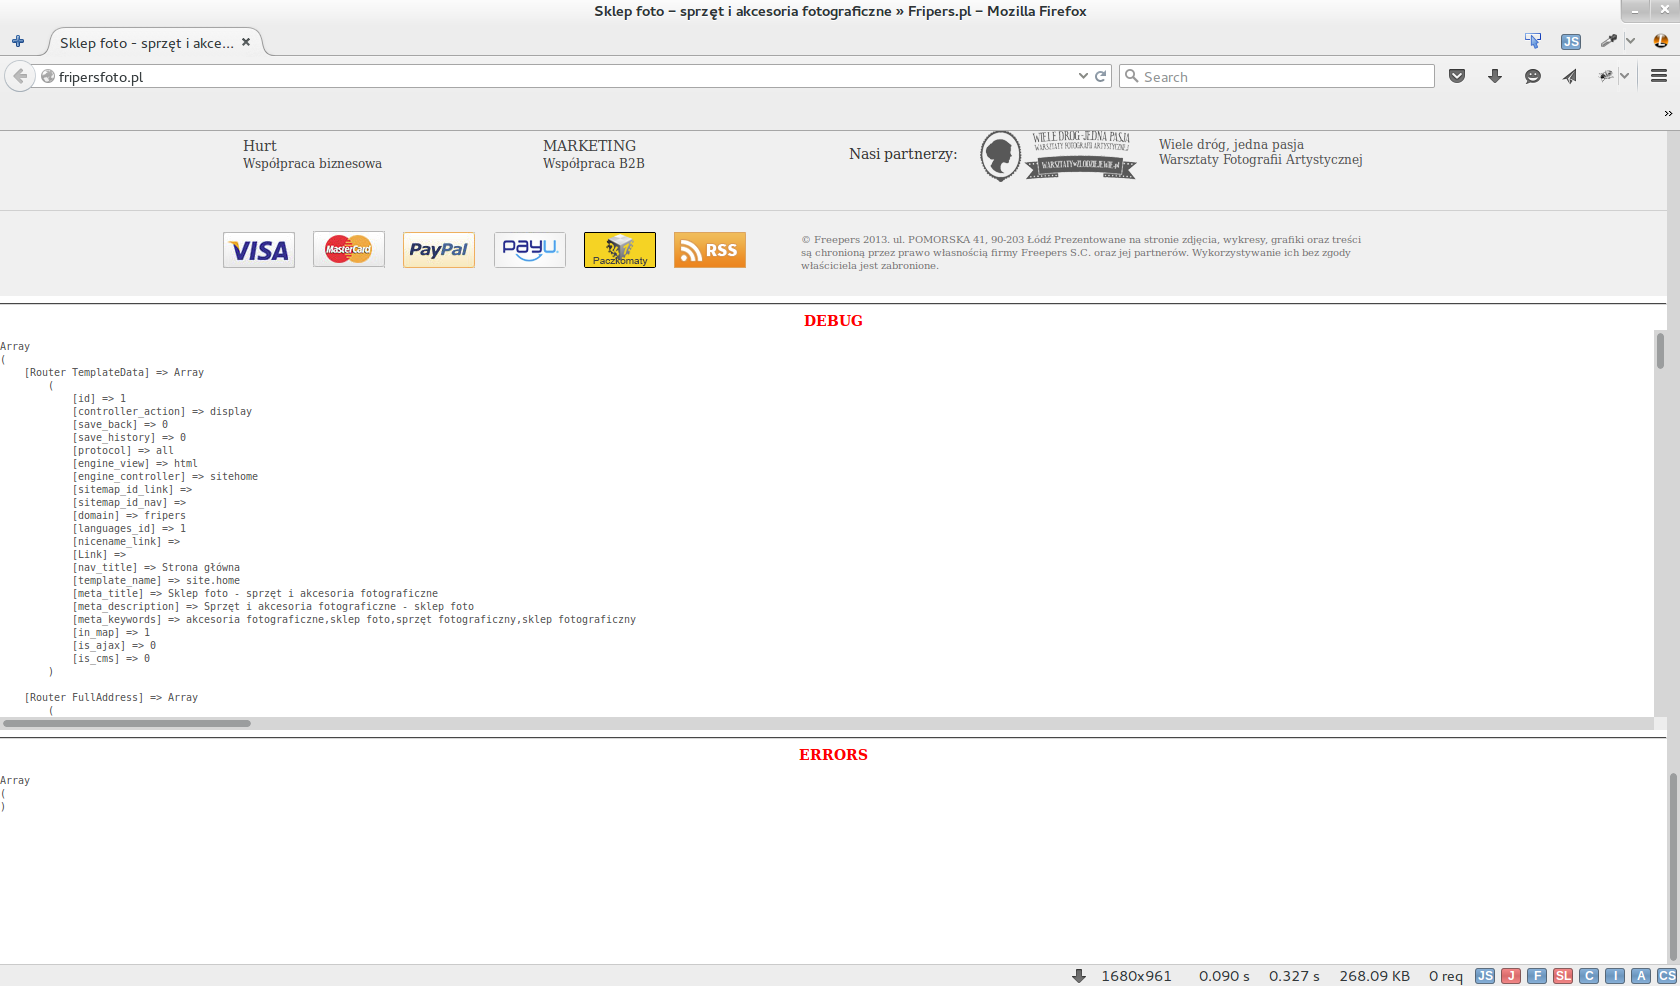 Sklep foto – sprzęt i akcesoria fotograficzne » Fripers.pl – Mozilla Firefox
Sklep foto - sprzęt i akce...
JS
fripersfoto.pl
Search
»
Hurt
Współpraca biznesowa
MARKETING
Współpraca B2B
Nasi partnerzy:
WIELE DRÓG-JEDNA PASJA
WARSZTATY FOTOGRAFII ARTYSTYCZNEJ
WARSZTATYwZLODZIEJEWIE.pl
Wiele dróg, jedna pasja
Warsztaty Fotografii Artystycznej
VISA
MasterCard
PayPal
PayU
Paczkomaty
RSS
© Freepers 2013. ul. POMORSKA 41, 90-203 Łódź Prezentowane na stronie zdjęcia, wykresy, grafiki oraz treści
są chronioną przez prawo własnością firmy Freepers S.C. oraz jej partnerów. Wykorzystywanie ich bez zgody
właściciela jest zabronione.
DEBUG
Array
(
[Router TemplateData] => Array
(
[id] => 1
[controller_action] => display
[save_back] => 0
[save_history] => 0
[protocol] => all
[engine_view] => html
[engine_controller] => sitehome
[sitemap_id_link] =>
[sitemap_id_nav] =>
[domain] => fripers
[languages_id] => 1
[nicename_link] =>
[Link] =>
[nav_title] => Strona główna
[template_name] => site.home
[meta_title] => Sklep foto - sprzęt i akcesoria fotograficzne
[meta_description] => Sprzęt i akcesoria fotograficzne - sklep foto
[meta_keywords] => akcesoria fotograficzne,sklep foto,sprzęt fotograficzny,sklep fotograficzny
[in_map] => 1
[is_ajax] => 0
[is_cms] => 0
)
[Router FullAddress] => Array
(
ERRORS
Array
(
)
1680x961 0.090 s 0.327 s 268.09 KB 0 req JS J F SL C I A CS